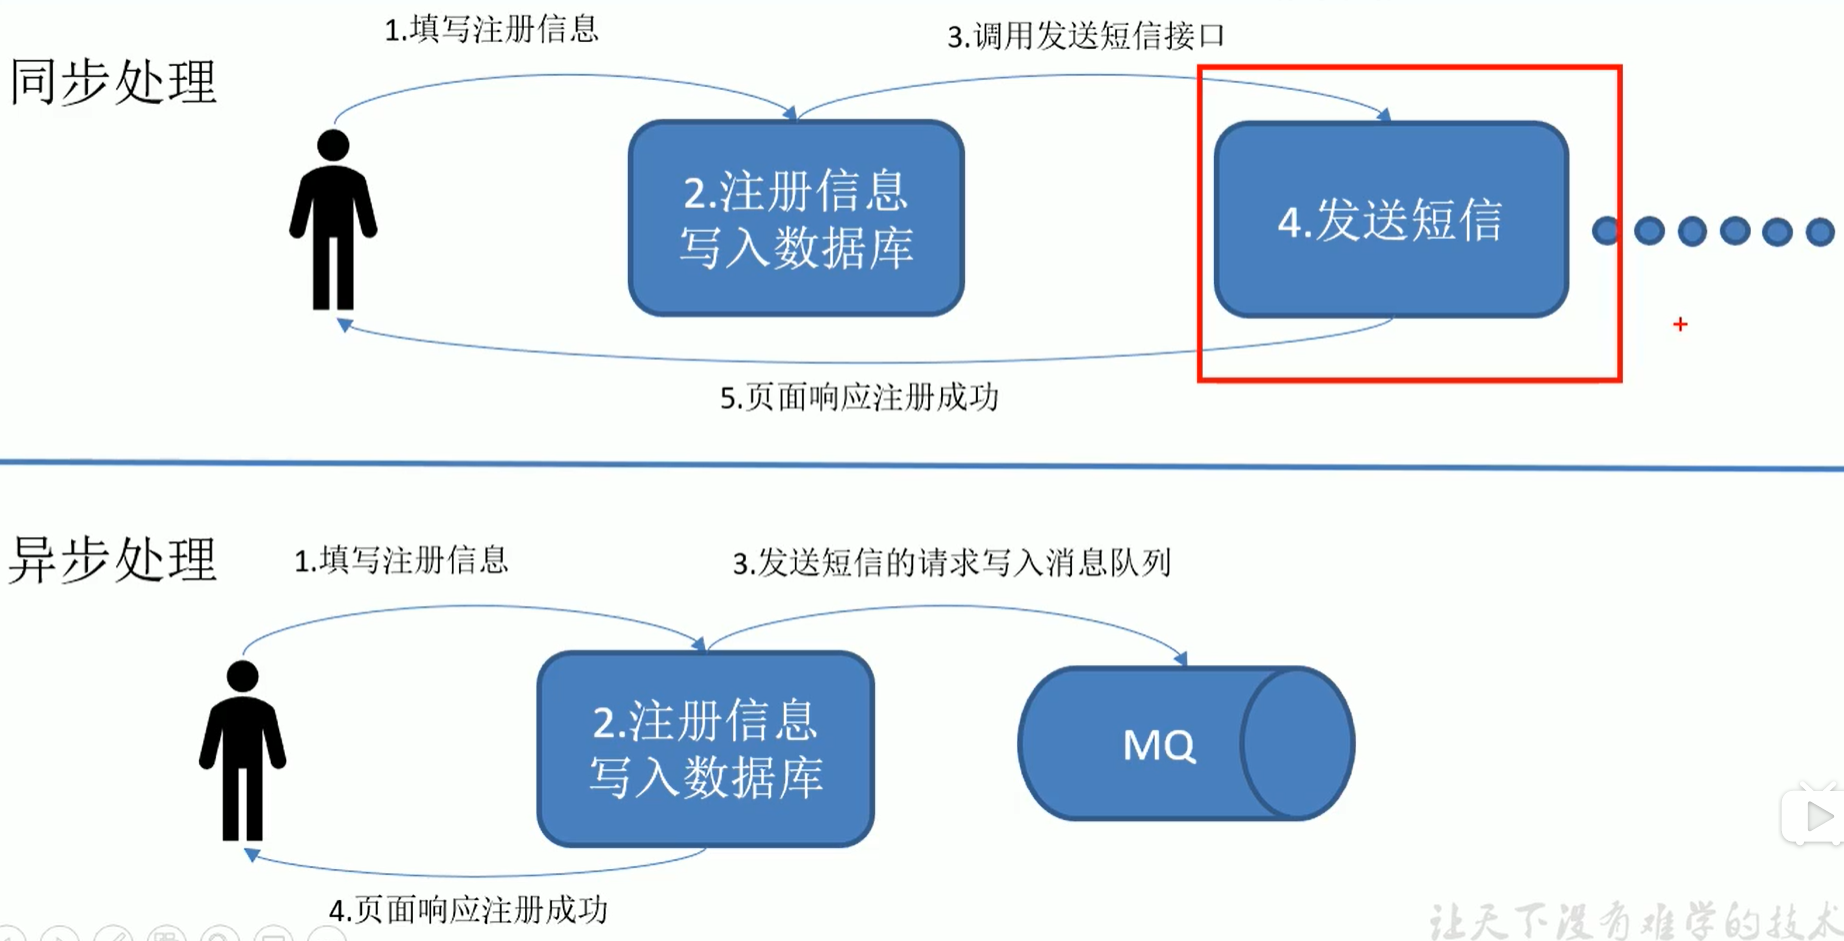 1.填写注册信息
3.调用发送短信接口
同步处理
2.注册信息
写入数据库
4.发送短信
5.页面响应注册成功
异步处理
1.填写注册信息
3.发送短信的请求写入消息队列
2.注册信息
写入数据库
MQ
4.页面响应注册成功
让天下没有难学的技术